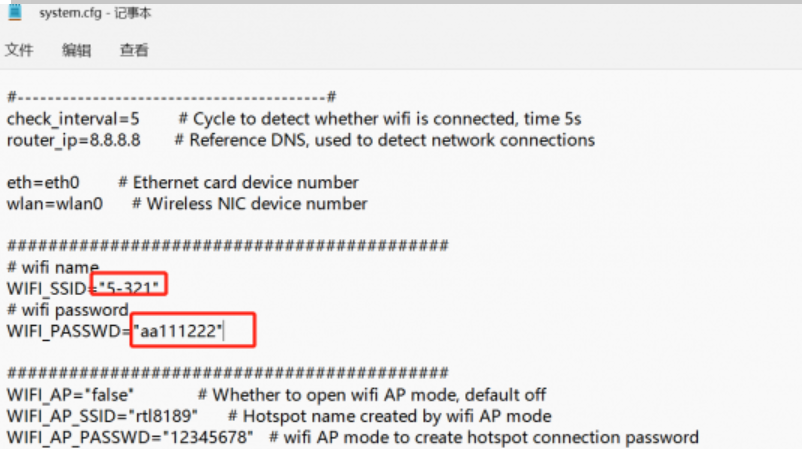 system.cfg - 记事本
文件 编辑 查看
#---------------------------------------#
check_interval=5 # Cycle to detect whether wifi is connected, time 5s
router_ip=8.8.8.8 # Reference DNS, used to detect network connections
eth=eth0 # Ethernet card device number
wlan=wlan0 # Wireless NIC device number
###########################################
# wifi name
WIFI_SSID="5-321"
# wifi password
WIFI_PASSWD="aa111222"
###########################################
WIFI_AP="false" # Whether to open wifi AP mode, default off
WIFI_AP_SSID="rtl8189" # Hotspot name created by wifi AP mode
WIFI_AP_PASSWD="12345678" # wifi AP mode to create hotspot connection password